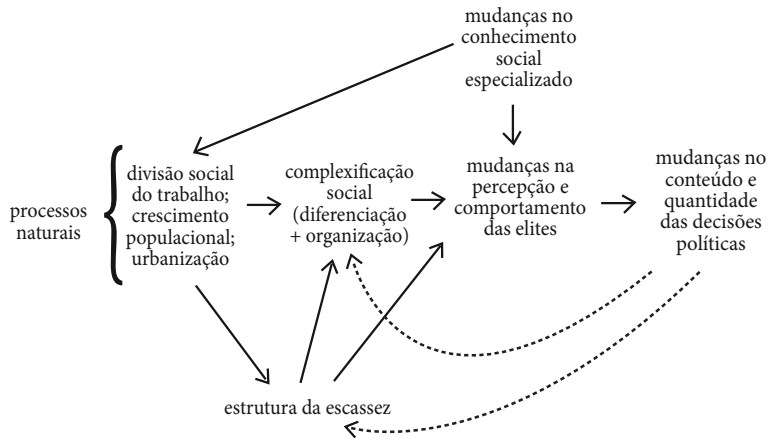 mudanças no
conhecimento
social
especializado
processos
naturais
divisão social
do trabalho;
crescimento
populacional;
urbanização
complexificação
social
(diferenciação
+ organização)
mudanças na
percepção e
comportamento
das elites
mudanças no
conteúdo e
quantidade
das decisões
políticas
estrutura da escassez